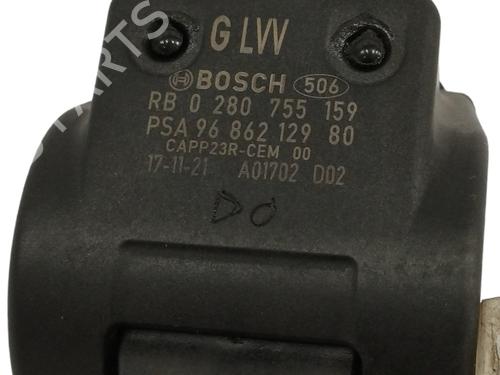 G LVV
BOSCH 506
RB 0 280 755 159
PSA 96 862 129 80
CAPP23R-CEM 00
17-11-21 A01702 D02